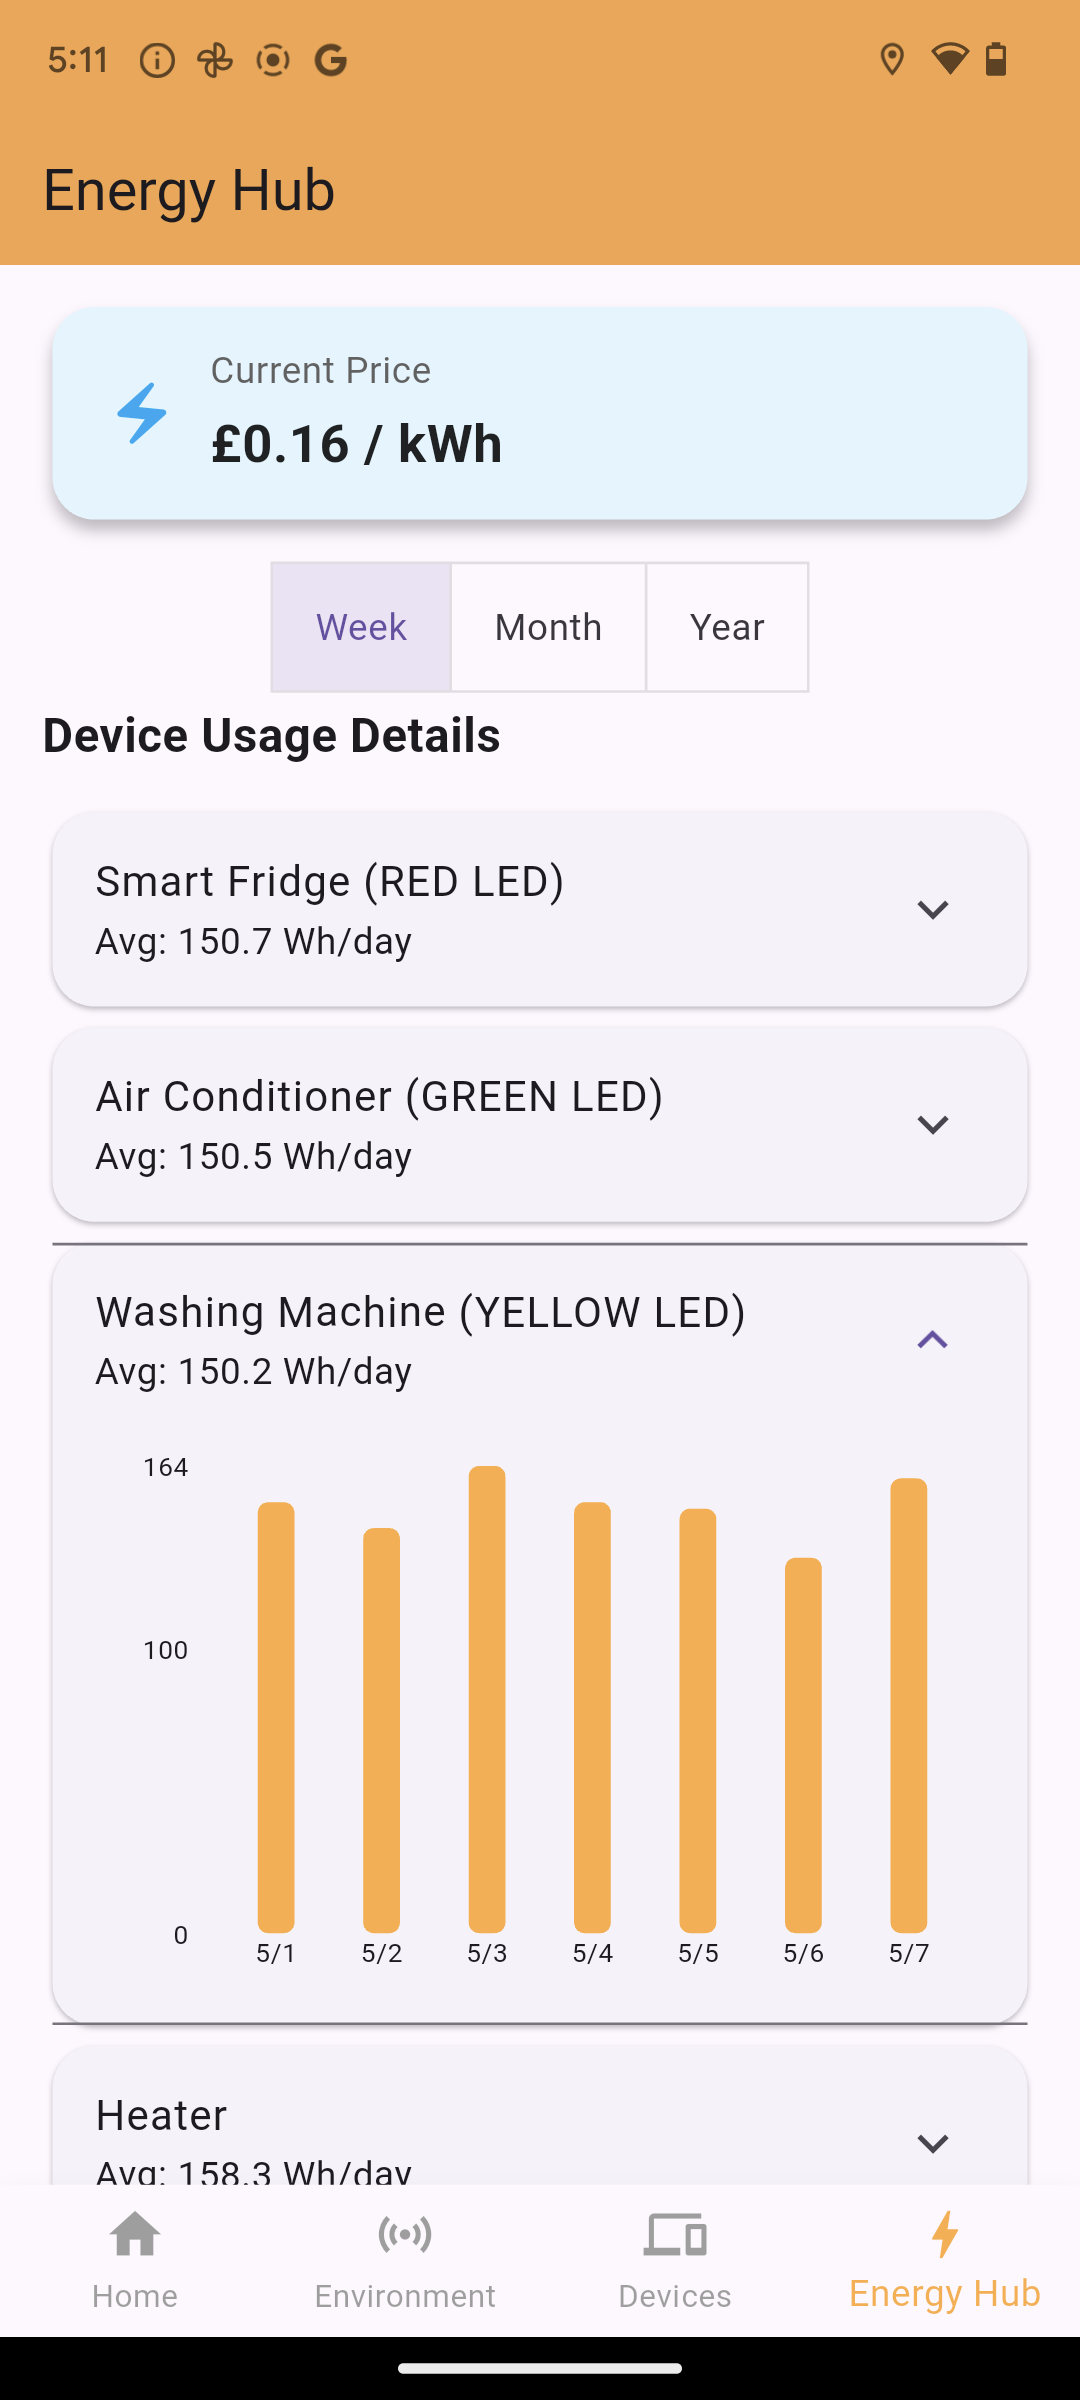 5:11
Energy Hub
Current Price
£0.16 / kWh
Week Month Year
Device Usage Details
Smart Fridge (RED LED)
Avg: 150.7 Wh/day
Air Conditioner (GREEN LED)
Avg: 150.5 Wh/day
Washing Machine (YELLOW LED)
Avg: 150.2 Wh/day
164
100
0
5/1 5/2 5/3 5/4 5/5 5/6 5/7
Heater
Avg: 158.3 Wh/day
Home Environment Devices Energy Hub